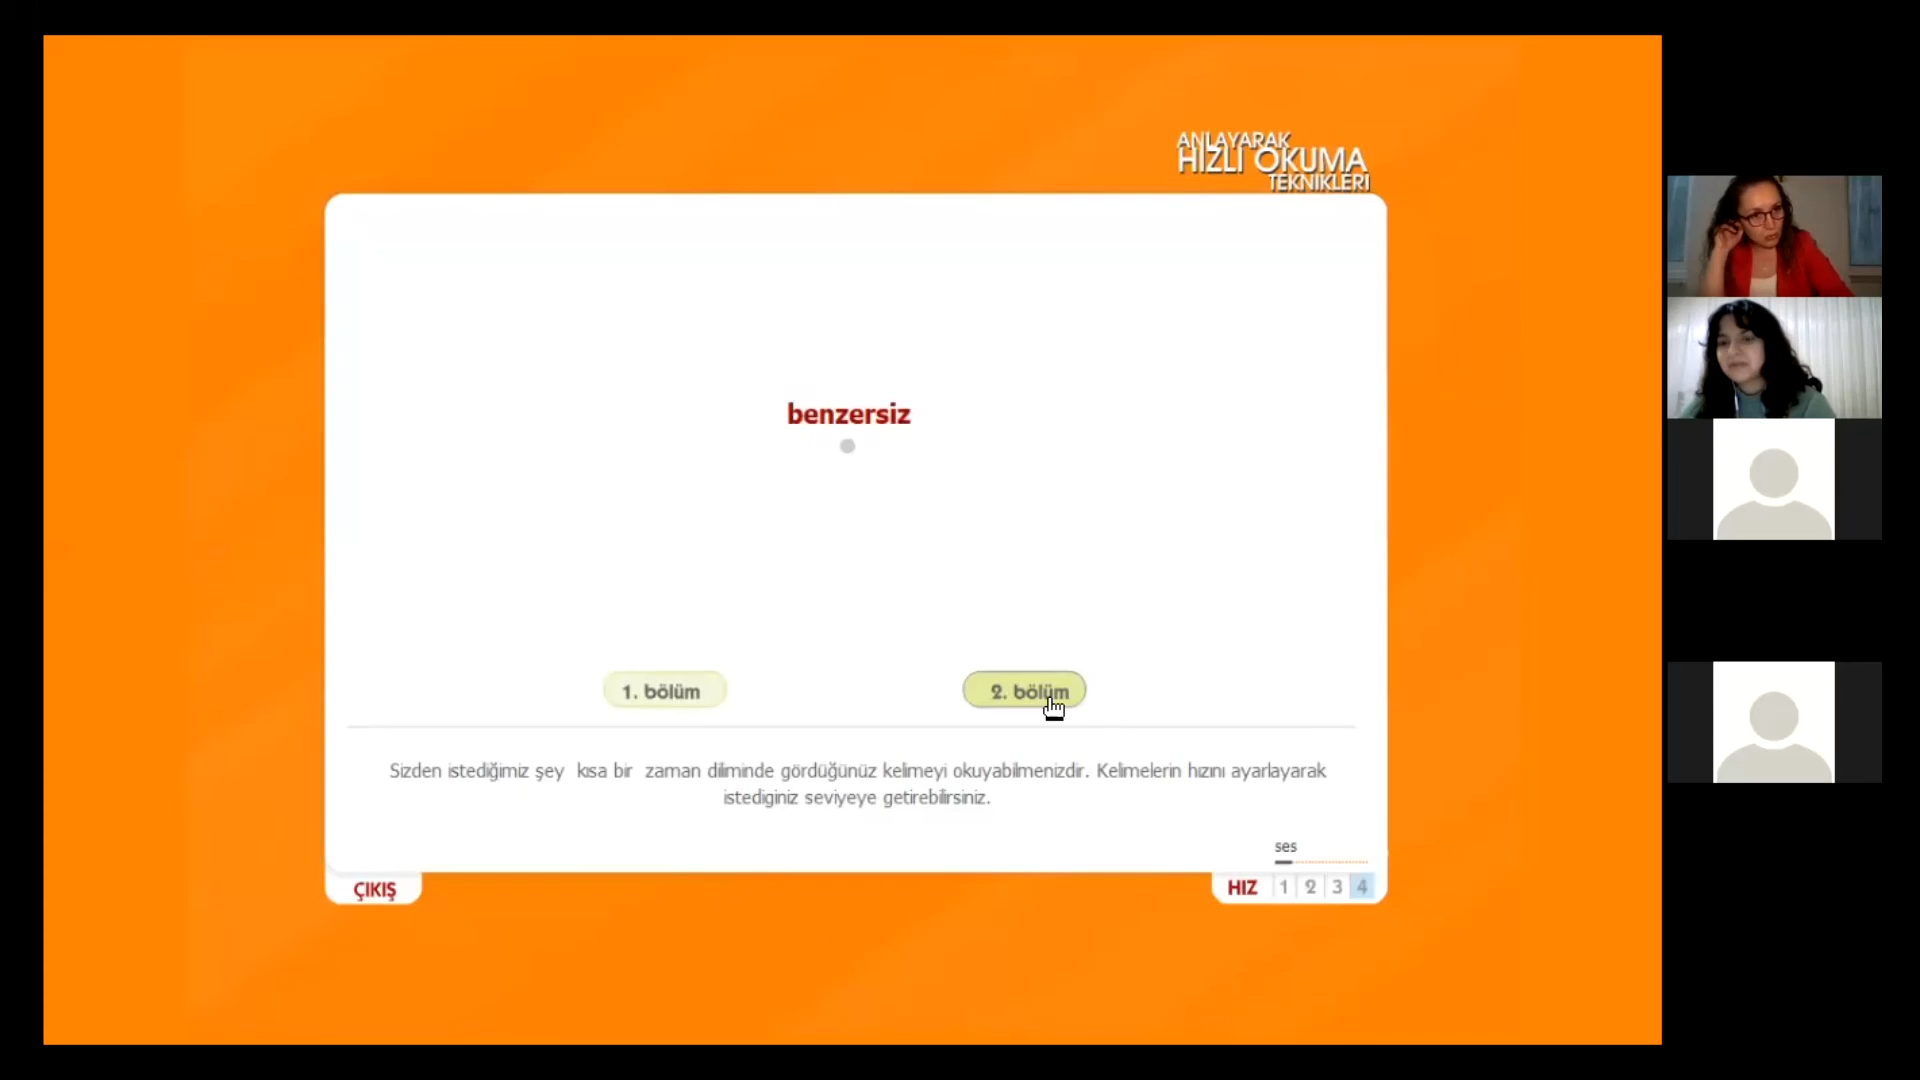 ANLAYARAK
HIZLI OKUMA
TEKNİKLERİ
benzersiz
1. bölüm
2. bölüm
Sizden istediğimiz şey kısa bir zaman diliminde gördüğünüz kelimeyi okuyabilmenizdir. Kelimelerin hızını ayarlayarak
istediginiz seviyeye getirebilirsiniz.
ses
ÇIKIŞ
HIZ 1 2 3 4